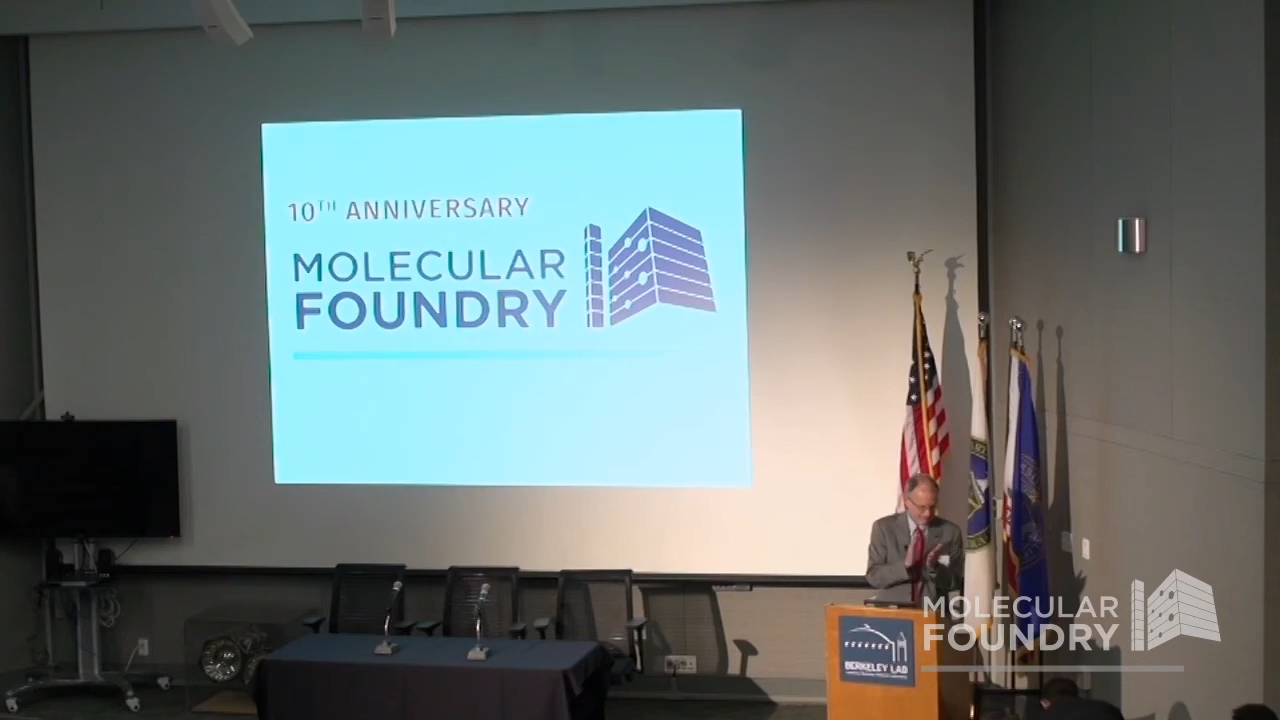 10TH ANNIVERSARY
MOLECULAR
FOUNDRY
BERKELEY LAB
MOLECULAR
FOUNDRY